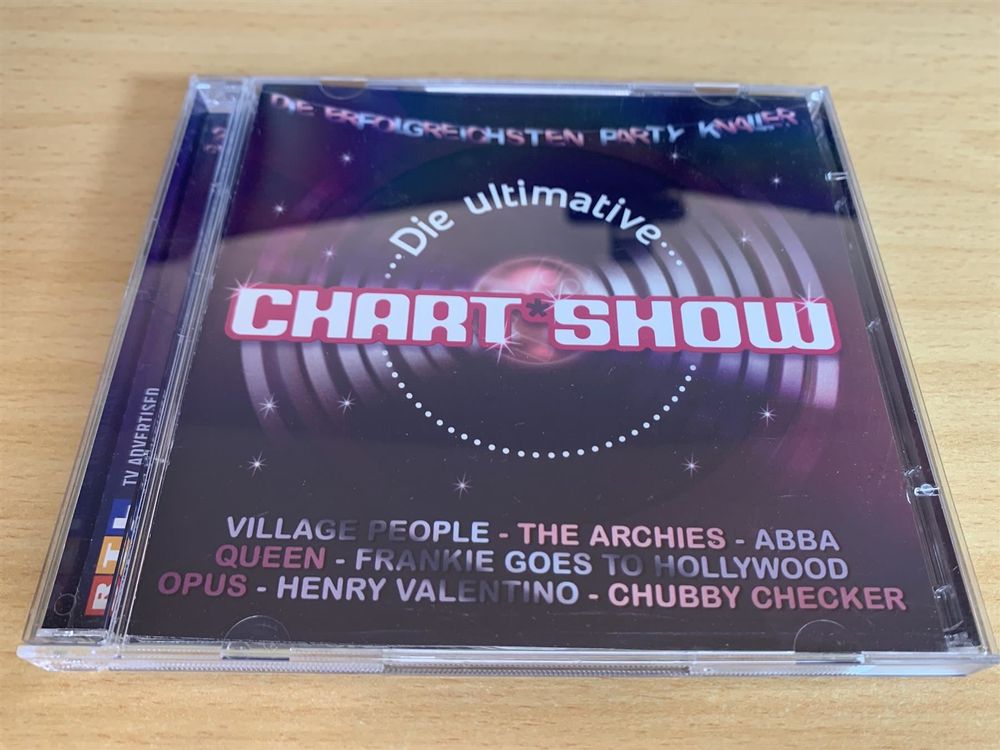 DIE ERFOLGREICHSTEN PARTY KNALLER
Die ultimative
CHART*SHOW
VILLAGE PEOPLE - THE ARCHIES - ABBA
QUEEN - FRANKIE GOES TO HOLLYWOOD
OPUS - HENRY VALENTINO - CHUBBY CHECKER
TV ADVERTISED
RTL